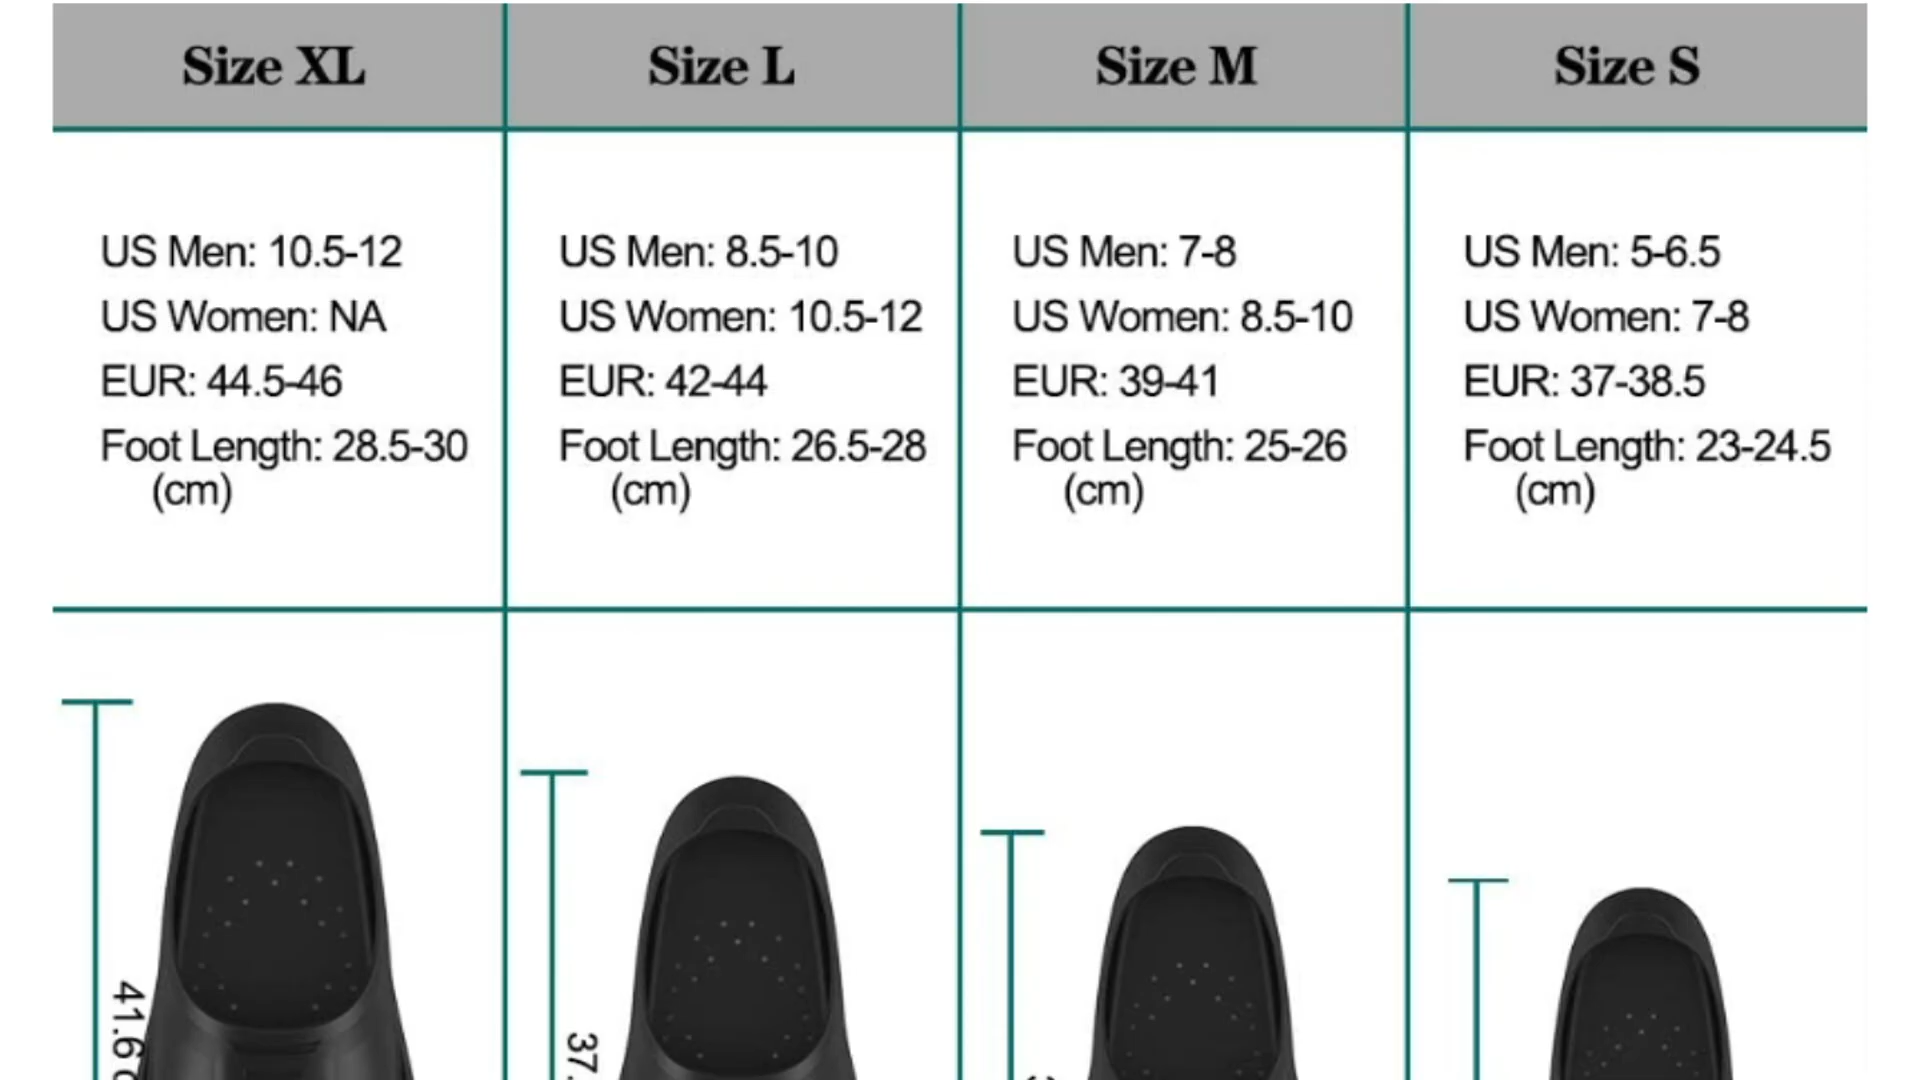 Size XL
Size L
Size M
Size S
US Men: 10.5-12
US Women: NA
EUR: 44.5-46
Foot Length: 28.5-30
(cm)
US Men: 8.5-10
US Women: 10.5-12
EUR: 42-44
Foot Length: 26.5-28
(cm)
US Men: 7-8
US Women: 8.5-10
EUR: 39-41
Foot Length: 25-26
(cm)
US Men: 5-6.5
US Women: 7-8
EUR: 37-38.5
Foot Length: 23-24.5
(cm)
41.6
37.